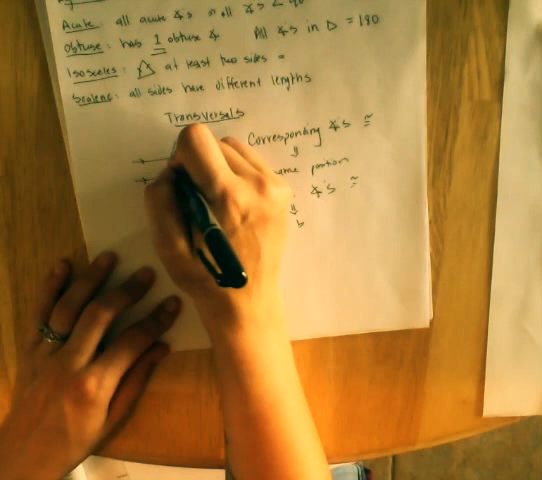 Acute: all acute ∡s or all ∡s < 90
Obtuse: has 1 obtuse ∡ All ∡s in △ = 180
Isosceles: △ at least two sides =
Scalene: all sides have different lengths
Transversals
Corresponding ∡s ≅
position
∡'s ≅
b